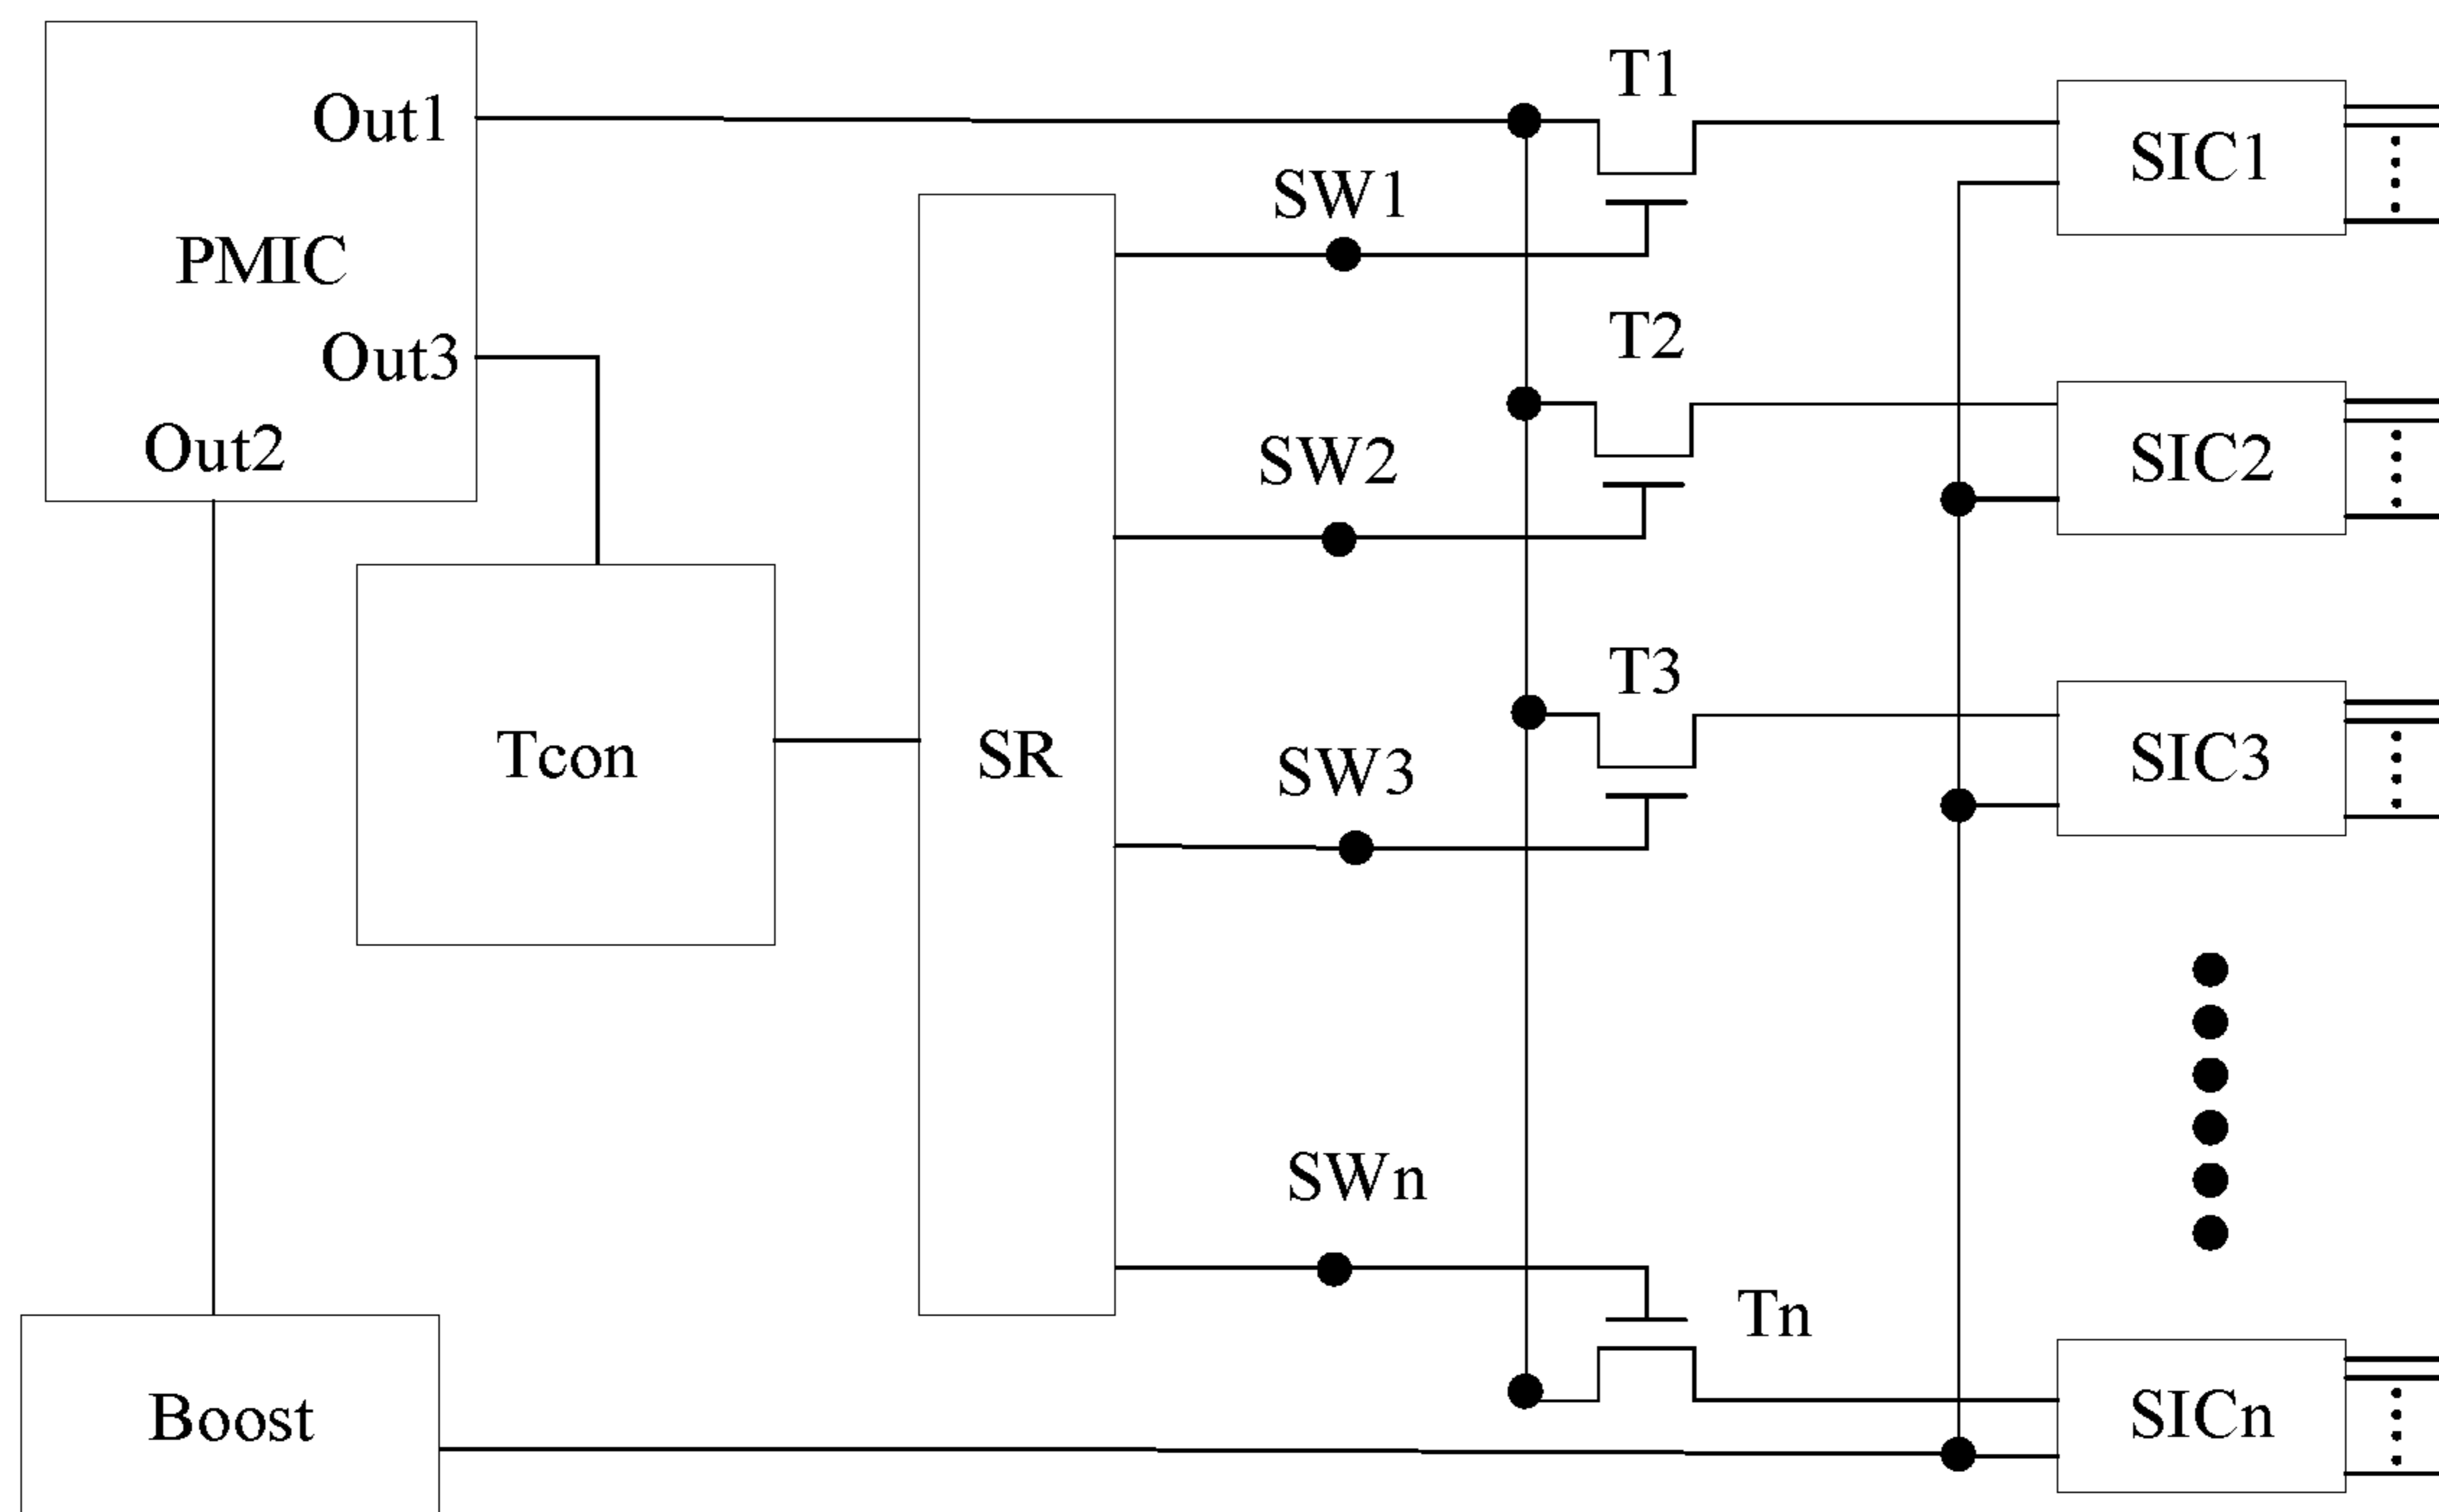 T1
Out1
SIC1
SW1
PMIC
T2
Out3
Out2
SW2
SIC2
T3
Tcon
SR
SW3
SIC3
SWn
Tn
Boost
SICn